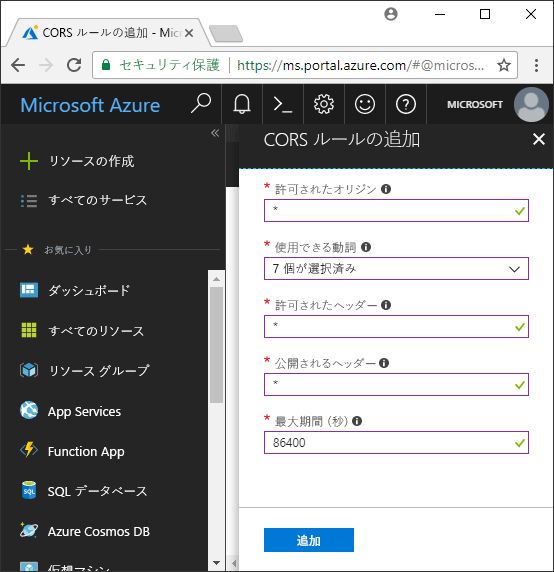 CORS ルールの追加 - Micr
セキュリティ保護 https://ms.portal.azure.com/#@micros...
Microsoft Azure
MICROSOFT
リソースの作成
すべてのサービス
お気に入り
ダッシュボード
すべてのリソース
リソース グループ
App Services
Function App
SQL データベース
Azure Cosmos DB
仮想マシン
CORS ルールの追加
* 許可されたオリジン
*
* 使用できる動詞
7 個が選択済み
* 許可されたヘッダー
*
* 公開されるヘッダー
*
* 最大期間 (秒)
86400
追加